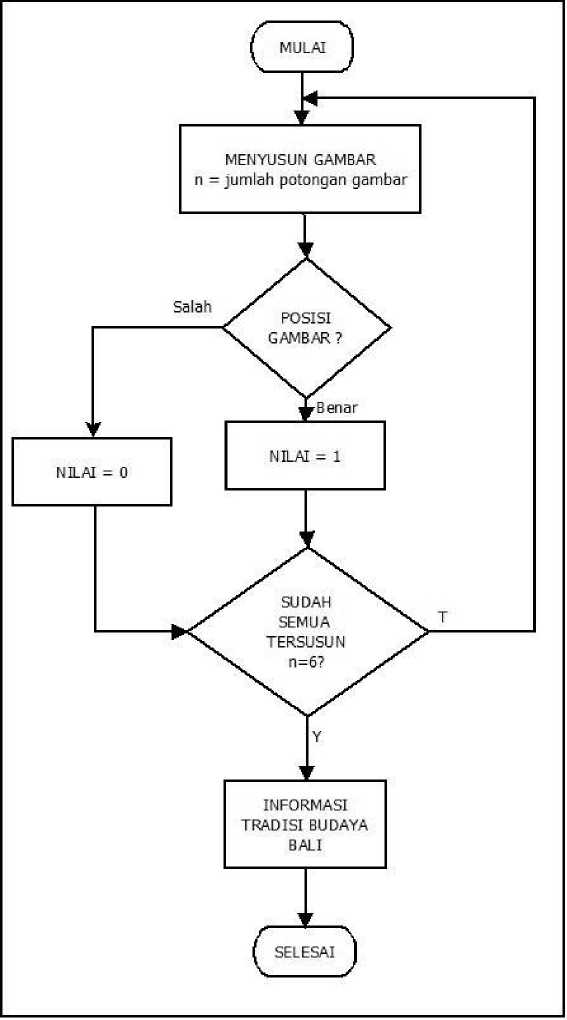 MULAI
MENYUSUN GAMBAR
n = jumlah potongan gambar
Salah
POSISI
GAMBAR ?
Benar
NILAI = 0
NILAI = 1
SUDAH
SEMUA
TERSUSUN
n=6?
T
Y
INFORMASI
TRADISI BUDAYA
BALI
SELESAI